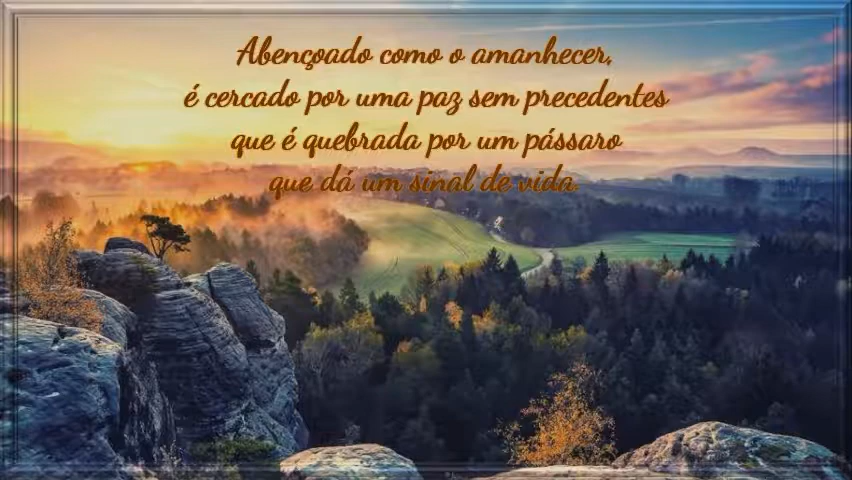 Abençoado como o amanhecer,
é cercado por uma paz sem precedentes
que é quebrada por um pássaro
que dá um sinal de vida.